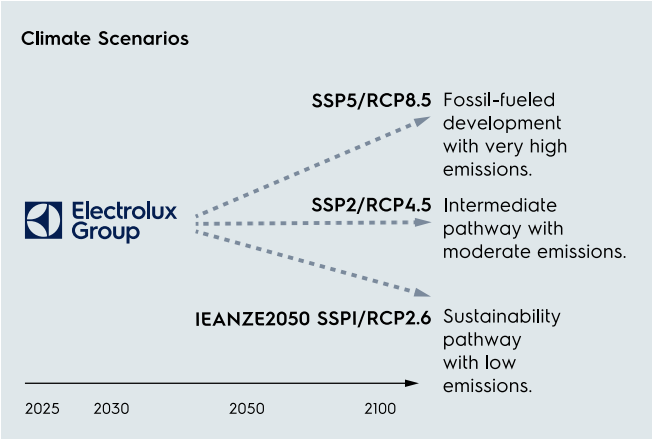 Climate Scenarios
SSP5/RCP8.5 Fossil-fueled
development
with very high
emissions.
Electrolux
Group
SSP2/RCP4.5 Intermediate
pathway with
moderate emissions.
IEANZE2050 SSPI/RCP2.6 Sustainability
pathway
with low
emissions.
2025 2030 2050 2100